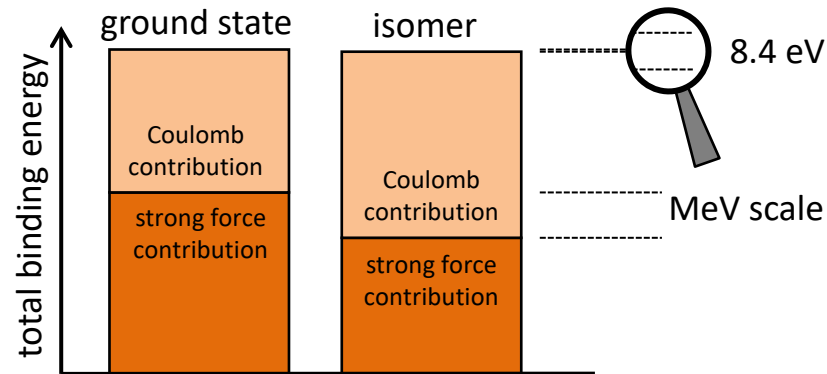 ground state
isomer
8.4 eV
total binding energy
Coulomb
contribution
strong force
contribution
Coulomb
contribution
strong force
contribution
MeV scale